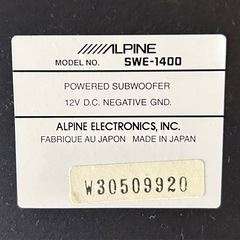 ALPINE
MODEL NO. SWE-1400
POWERED SUBWOOFER
12V D.C. NEGATIVE GND.
ALPINE ELECTRONICS, INC.
FABRIQUE AU JAPON MADE IN JAPAN
W30509920